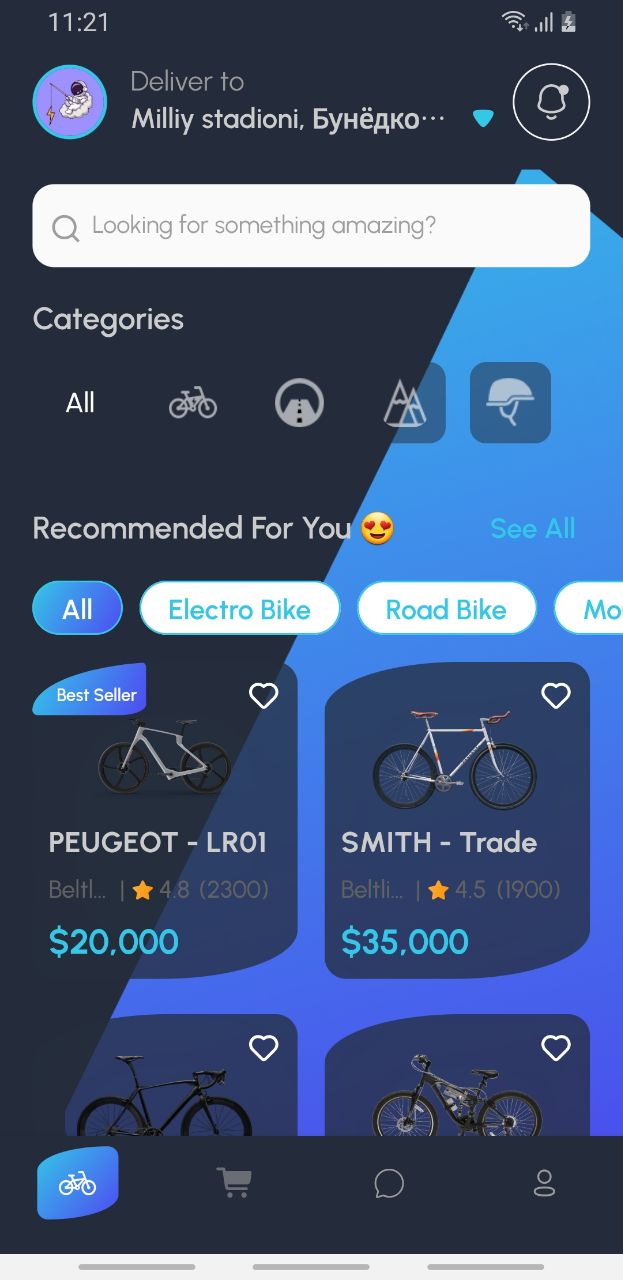 11:21
Deliver to
Milliy stadioni, Бунёдко...
Looking for something amazing?
Categories
All
Recommended For You 😍
See All
All
Electro Bike
Road Bike
Mo
Best Seller
PEUGEOT - LR01
Beltl... | ⭐ 4.8 (2300)
$20,000
SMITH - Trade
Beltli... | ⭐ 4.5 (1900)
$35,000